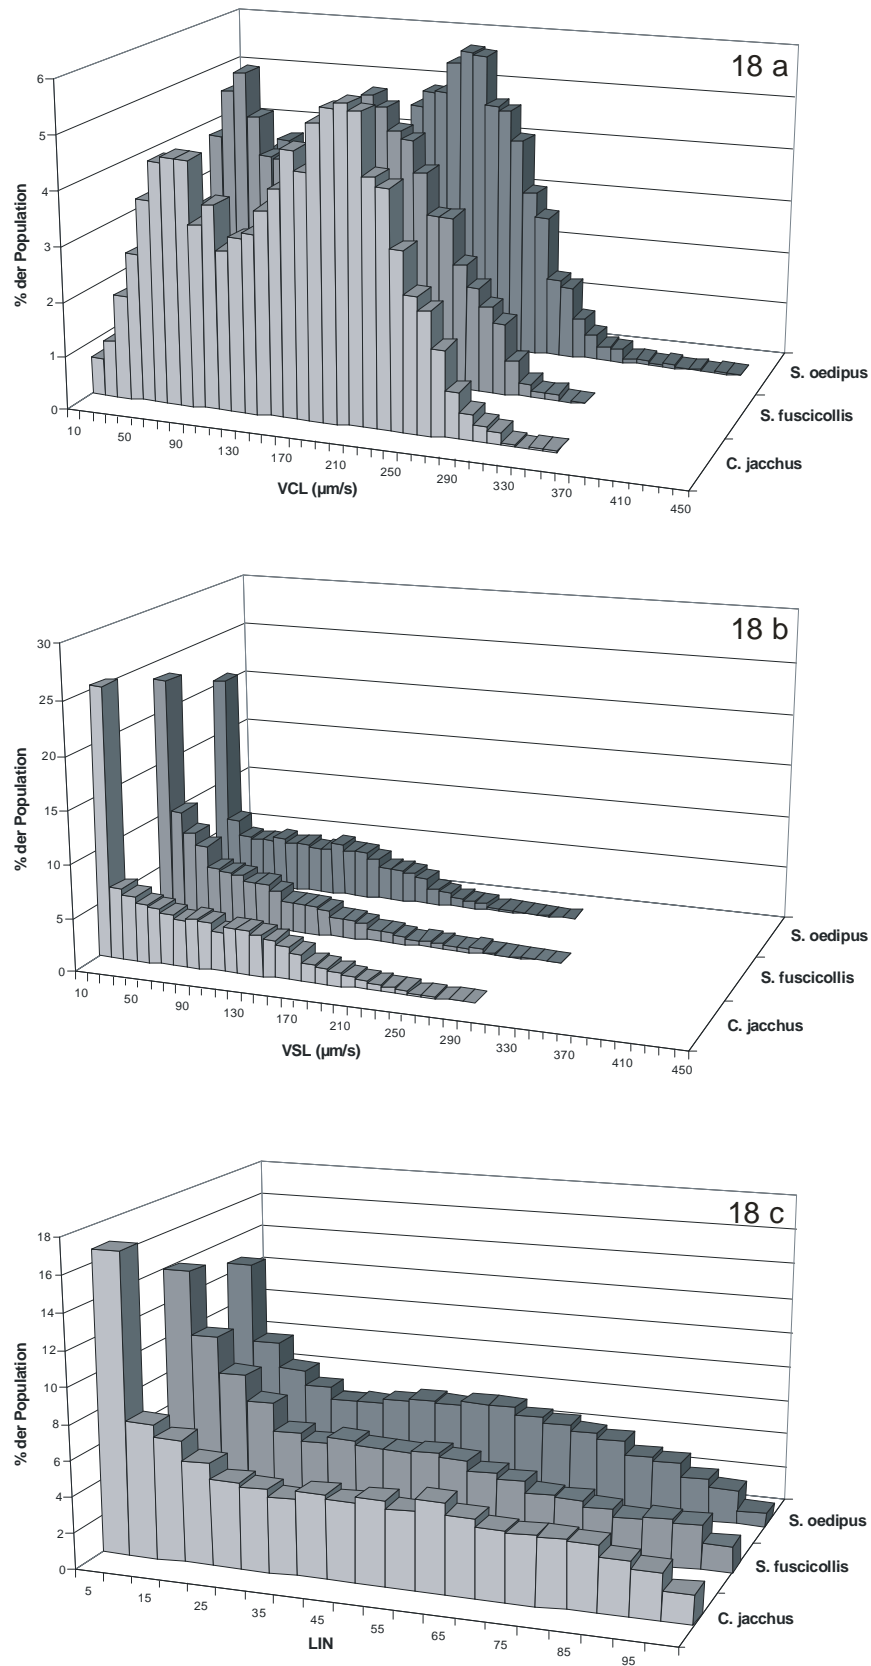 18 a
6
5
4
3
2
1
0
% der Population
10 50 90 130 170 210 250 290 330 370 410 450
VCL (µm/s)
S. oedipus
S. fuscicollis
C. jacchus
18 b
30
25
20
15
10
5
0
% der Population
10 50 90 130 170 210 250 290 330 370 410 450
VSL (µm/s)
S. oedipus
S. fuscicollis
C. jacchus
18 c
18
16
14
12
10
8
6
4
2
0
% der Population
5 15 25 35 45 55 65 75 85 95
LIN
S. oedipus
S. fuscicollis
C. jacchus